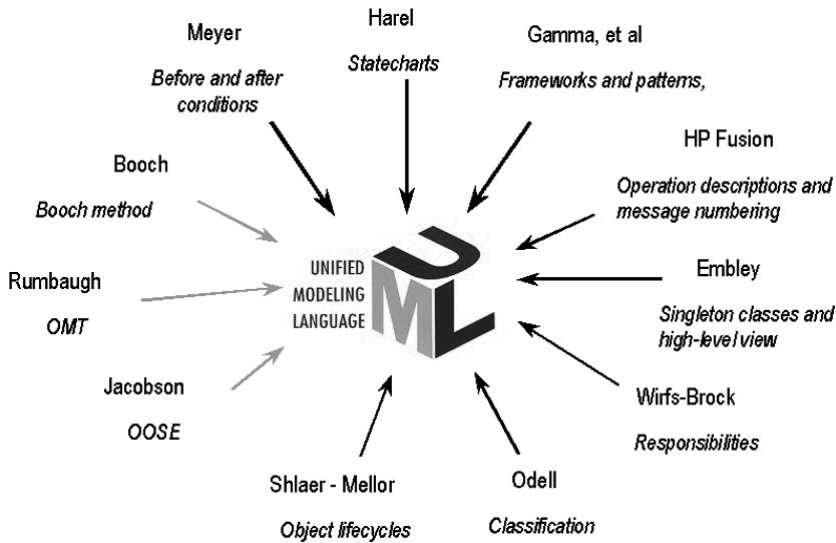 Harel
Statecharts
Meyer
Before and after
conditions
Gamma, et al
Frameworks and patterns,
HP Fusion
Operation descriptions and
message numbering
Booch
Booch method
Embley
Singleton classes and
high-level view
Rumbaugh
OMT
UNIFIED
MODELING
LANGUAGE
UML
Jacobson
OOSE
Wirfs-Brock
Responsibilities
Shlaer - Mellor
Object lifecycles
Odell
Classification